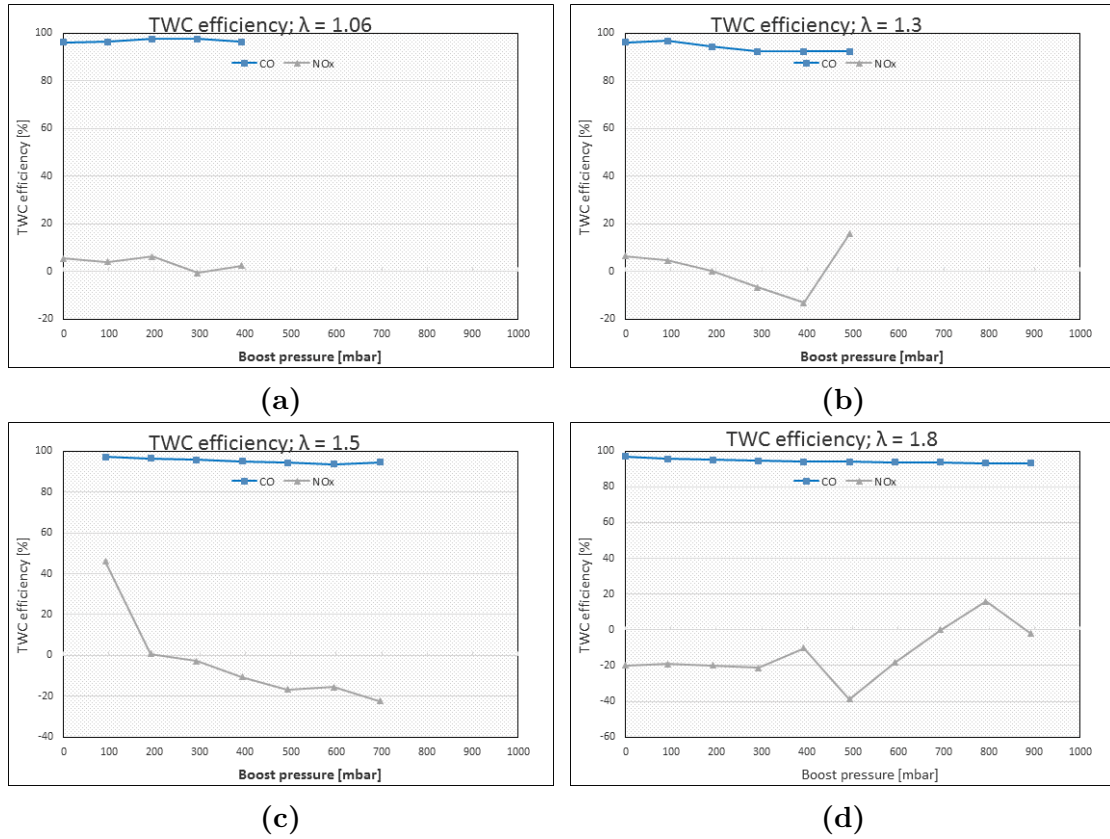 TWC efficiency; λ = 1.06
100
80
60
40
20
0
-20
TWC efficiency [%]
CO NOx
0 100 200 300 400 500 600 700 800 900 1000
Boost pressure [mbar]
(a)
TWC efficiency; λ = 1.3
100
80
60
40
20
0
-20
TWC efficiency [%]
CO NOx
0 100 200 300 400 500 600 700 800 900 1000
Boost pressure [mbar]
(b)
TWC efficiency; λ = 1.5
100
80
60
40
20
0
-20
-40
TWC efficiency [%]
CO NOx
0 100 200 300 400 500 600 700 800 900 1000
Boost pressure [mbar]
(c)
TWC efficiency; λ = 1.8
100
80
60
40
20
0
-20
-40
-60
TWC efficiency [%]
CO NOx
0 100 200 300 400 500 600 700 800 900 1000
Boost pressure [mbar]
(d)